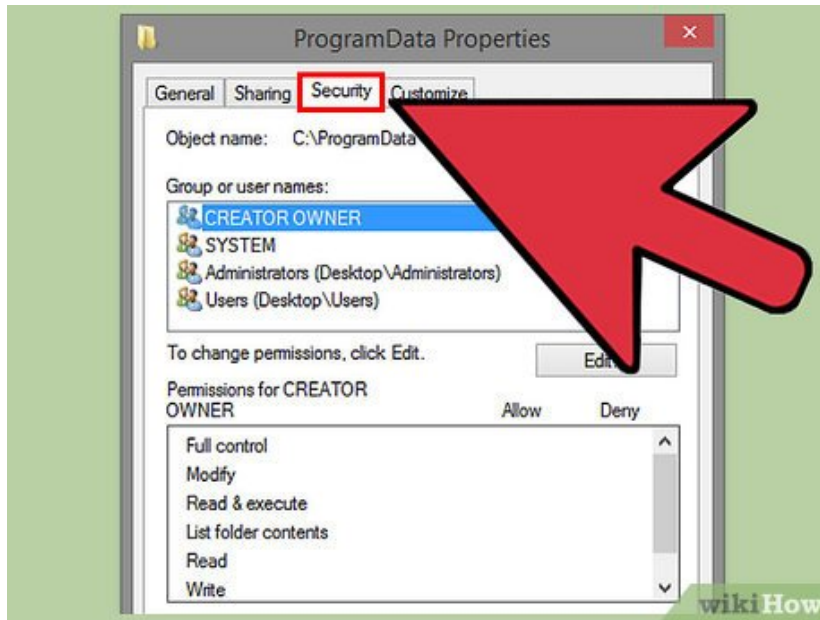 ProgramData Properties
General Sharing Security Customize
Object name: C:\ProgramData
Group or user names:
CREATOR OWNER
SYSTEM
Administrators (Desktop\Administrators)
Users (Desktop\Users)
To change permissions, click Edit.
Permissions for CREATOR
OWNER Allow Deny
Full control
Modify
Read & execute
List folder contents
Read
Write
wikiHow